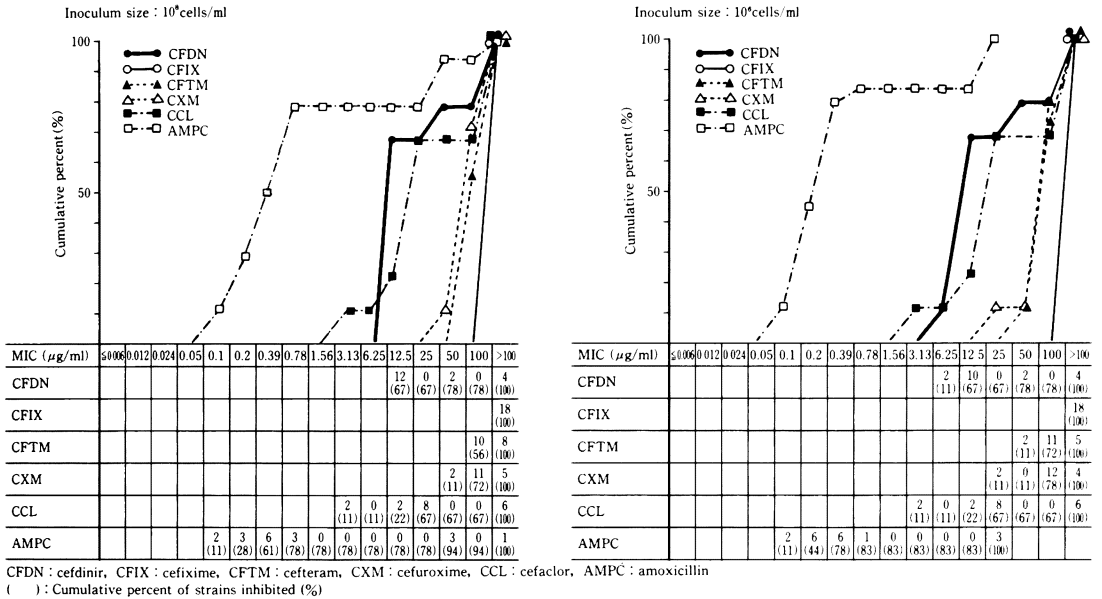 Inoculum size : 10⁸cells/ml
100
50
Cumulative percent (%)
CFDN
CFIX
CFTM
CXM
CCL
AMPC
MIC (μg/ml) ≦0.006 0.012 0.024 0.05 0.1 0.2 0.39 0.78 1.56 3.13 6.25 12.5 25 50 100 >100
CFDN 12 0 2 0 4
(67) (67) (78) (78) (100)
CFIX 18
(100)
CFTM 10 8
(56) (100)
CXM 2 11 5
(11) (72) (100)
CCL 2 0 2 8 0 0 6
(11) (11) (22) (67) (67) (67) (100)
AMPC 2 3 6 3 0 0 0 0 0 3 0 1
(11) (28) (61) (78) (78) (78) (78) (78) (78) (94) (94) (100)
Inoculum size : 10⁶cells/ml
100
50
Cumulative percent (%)
CFDN
CFIX
CFTM
CXM
CCL
AMPC
MIC (μg/ml) ≦0.006 0.012 0.024 0.05 0.1 0.2 0.39 0.78 1.56 3.13 6.25 12.5 25 50 100 >100
CFDN 2 10 0 2 0 4
(11) (67) (67) (78) (78) (100)
CFIX 18
(100)
CFTM 2 11 5
(11) (72) (100)
CXM 2 0 12 4
(11) (11) (78) (100)
CCL 2 0 2 8 0 0 6
(11) (11) (22) (67) (67) (67) (100)
AMPC 2 6 6 1 0 0 0 0 3
(11) (44) (78) (83) (83) (83) (83) (83) (100)
CFDN : cefdinir, CFIX : cefixime, CFTM : cefteram, CXM : cefuroxime, CCL : cefaclor, AMPC : amoxicillin
( ) : Cumulative percent of strains inhibited (%)